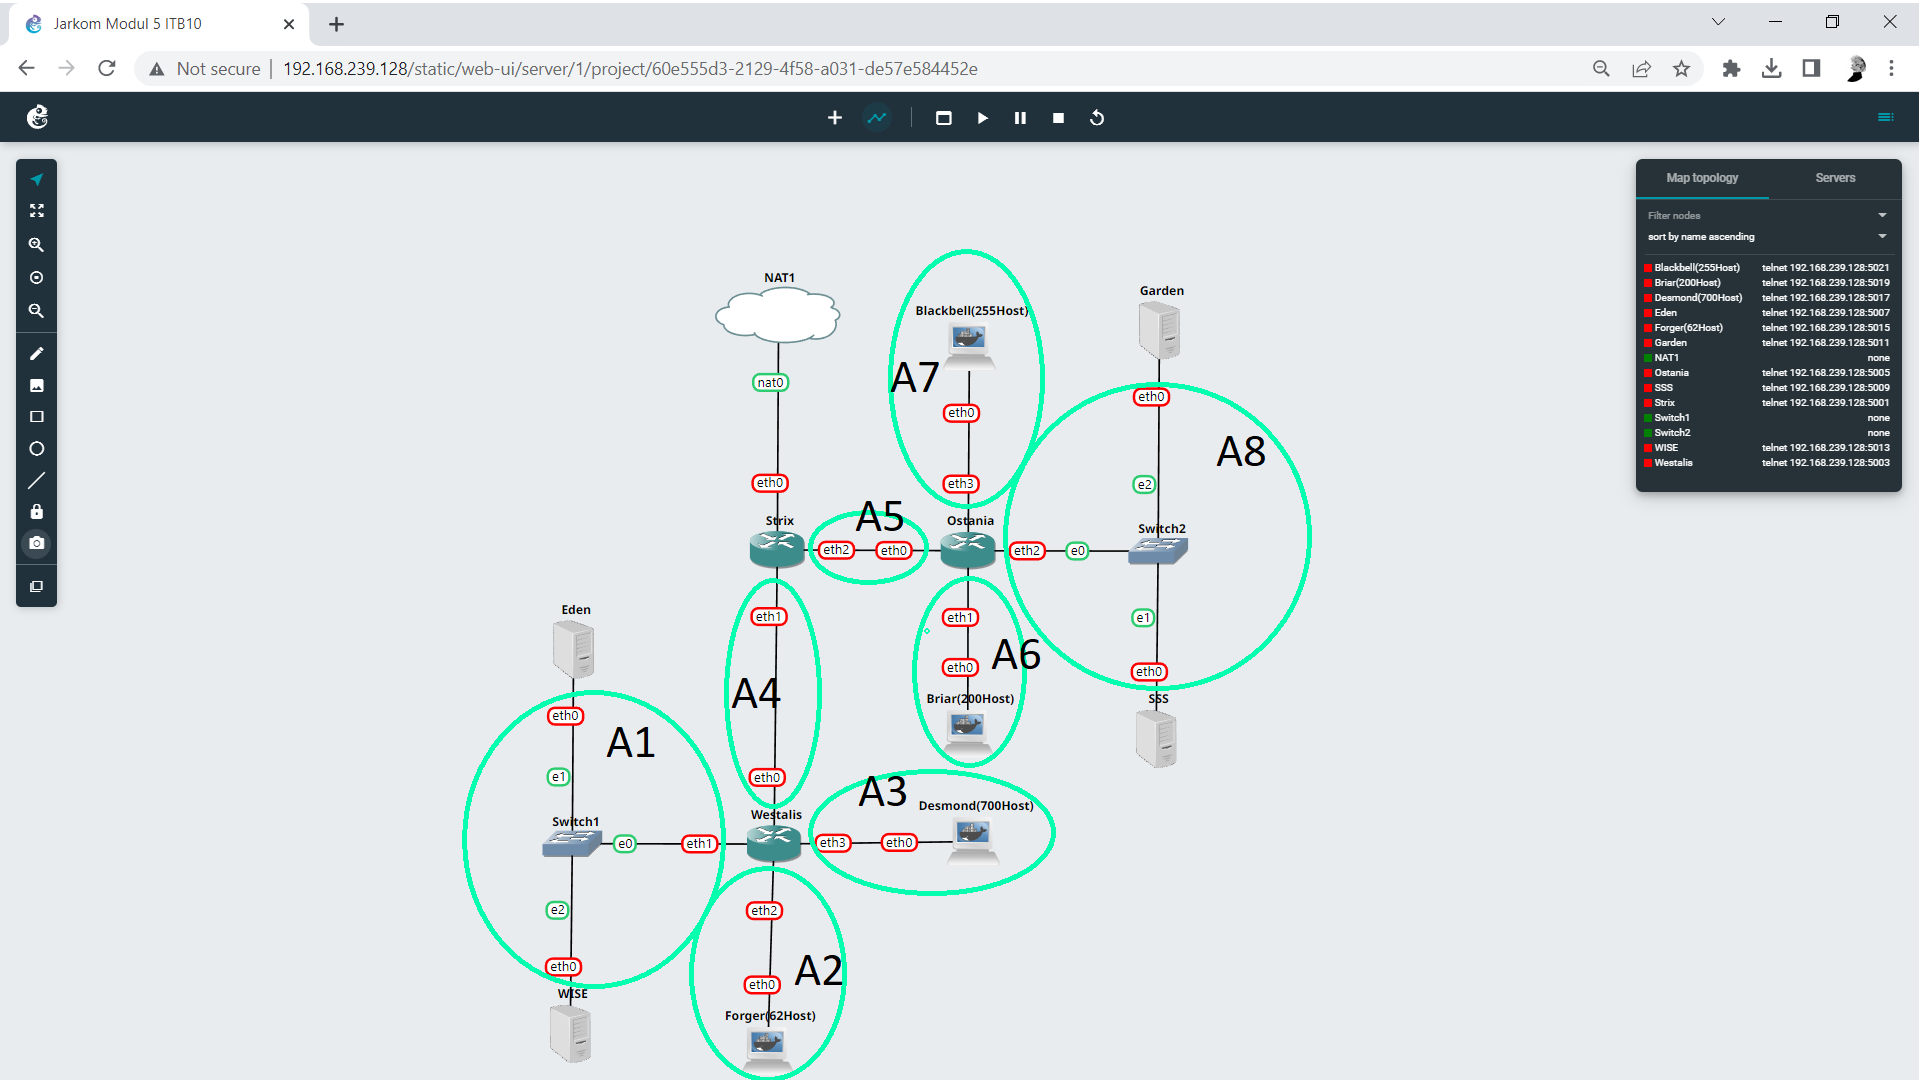 Jarkom Modul 5 ITB10
Not secure
192.168.239.128/static/web-ui/server/1/project/60e555d3-2129-4f58-a031-de57e584452e
Map topology Servers
Filter nodes
sort by name ascending
Blackbell(255Host) telnet 192.168.239.128:5021
Briar(200Host) telnet 192.168.239.128:5019
Desmond(700Host) telnet 192.168.239.128:5017
Eden telnet 192.168.239.128:5007
Forger(62Host) telnet 192.168.239.128:5015
Garden telnet 192.168.239.128:5011
NAT1 none
Ostania telnet 192.168.239.128:5005
SSS telnet 192.168.239.128:5009
Strix telnet 192.168.239.128:5001
Switch1 none
Switch2 none
WISE telnet 192.168.239.128:5013
Westalis telnet 192.168.239.128:5003
NAT1
nat0
eth0
Strix
Blackbell(255Host)
A7
eth0
eth3
Garden
eth0
A8
e2
A5
eth2 eth0
Ostania
eth2 e0
Switch2
e1
eth0
SSS
eth1
A6
eth0
Briar(200Host)
eth1
A4
eth0
Eden
eth0
A1
e1
Switch1
e0 eth1
Westalis
A3
Desmond(700Host)
eth3 eth0
e2
eth0
WISE
eth2
A2
eth0
Forger(62Host)